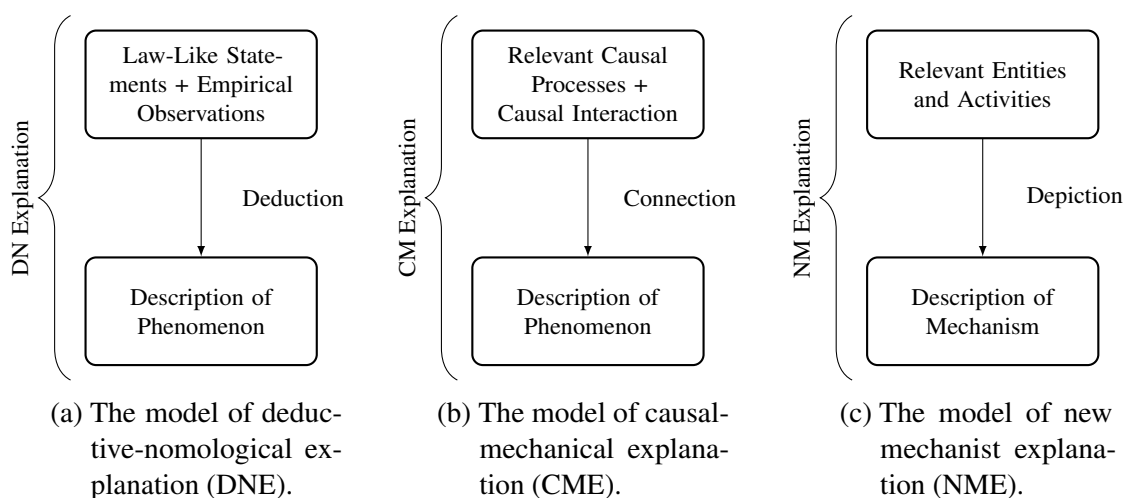 DN Explanation
Law-Like State-
ments + Empirical
Observations
Deduction
Description of
Phenomenon
(a) The model of deduc-
tive-nomological ex-
planation (DNE).
CM Explanation
Relevant Causal
Processes +
Causal Interaction
Connection
Description of
Phenomenon
(b) The model of causal-
mechanical explana-
tion (CME).
NM Explanation
Relevant Entities
and Activities
Depiction
Description of
Mechanism
(c) The model of new
mechanist explana-
tion (NME).